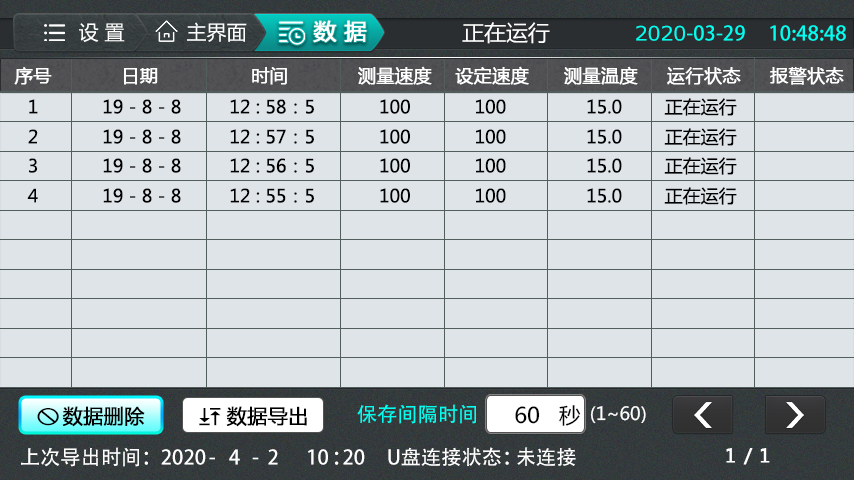 设 置 主界面 数 据 正在运行 2020-03-29 10:48:48
序号 日期 时间 测量速度 设定速度 测量温度 运行状态 报警状态
1 19 - 8 - 8 12 : 58 : 5 100 100 15.0 正在运行
2 19 - 8 - 8 12 : 57 : 5 100 100 15.0 正在运行
3 19 - 8 - 8 12 : 56 : 5 100 100 15.0 正在运行
4 19 - 8 - 8 12 : 55 : 5 100 100 15.0 正在运行
数据删除 数据导出 保存间隔时间 60 秒 (1~60)
上次导出时间: 2020- 4 - 2 10:20 U盘连接状态: 未连接 1 / 1